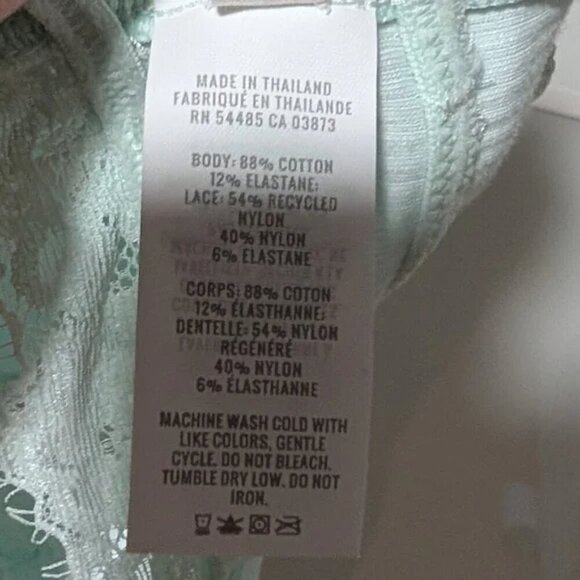 MADE IN THAILAND
FABRIQUÉ EN THAILANDE
RN 54485 CA 03873
BODY: 88% COTTON
12% ELASTANE;
LACE: 54% RECYCLED
NYLON
40% NYLON
6% ELASTANE
CORPS: 88% COTON
12% ÉLASTHANNE;
DENTELLE: 54% NYLON
RÉGÉNÉRÉ
40% NYLON
6% ÉLASTHANNE
MACHINE WASH COLD WITH
LIKE COLORS, GENTLE
CYCLE. DO NOT BLEACH.
TUMBLE DRY LOW. DO NOT
IRON.